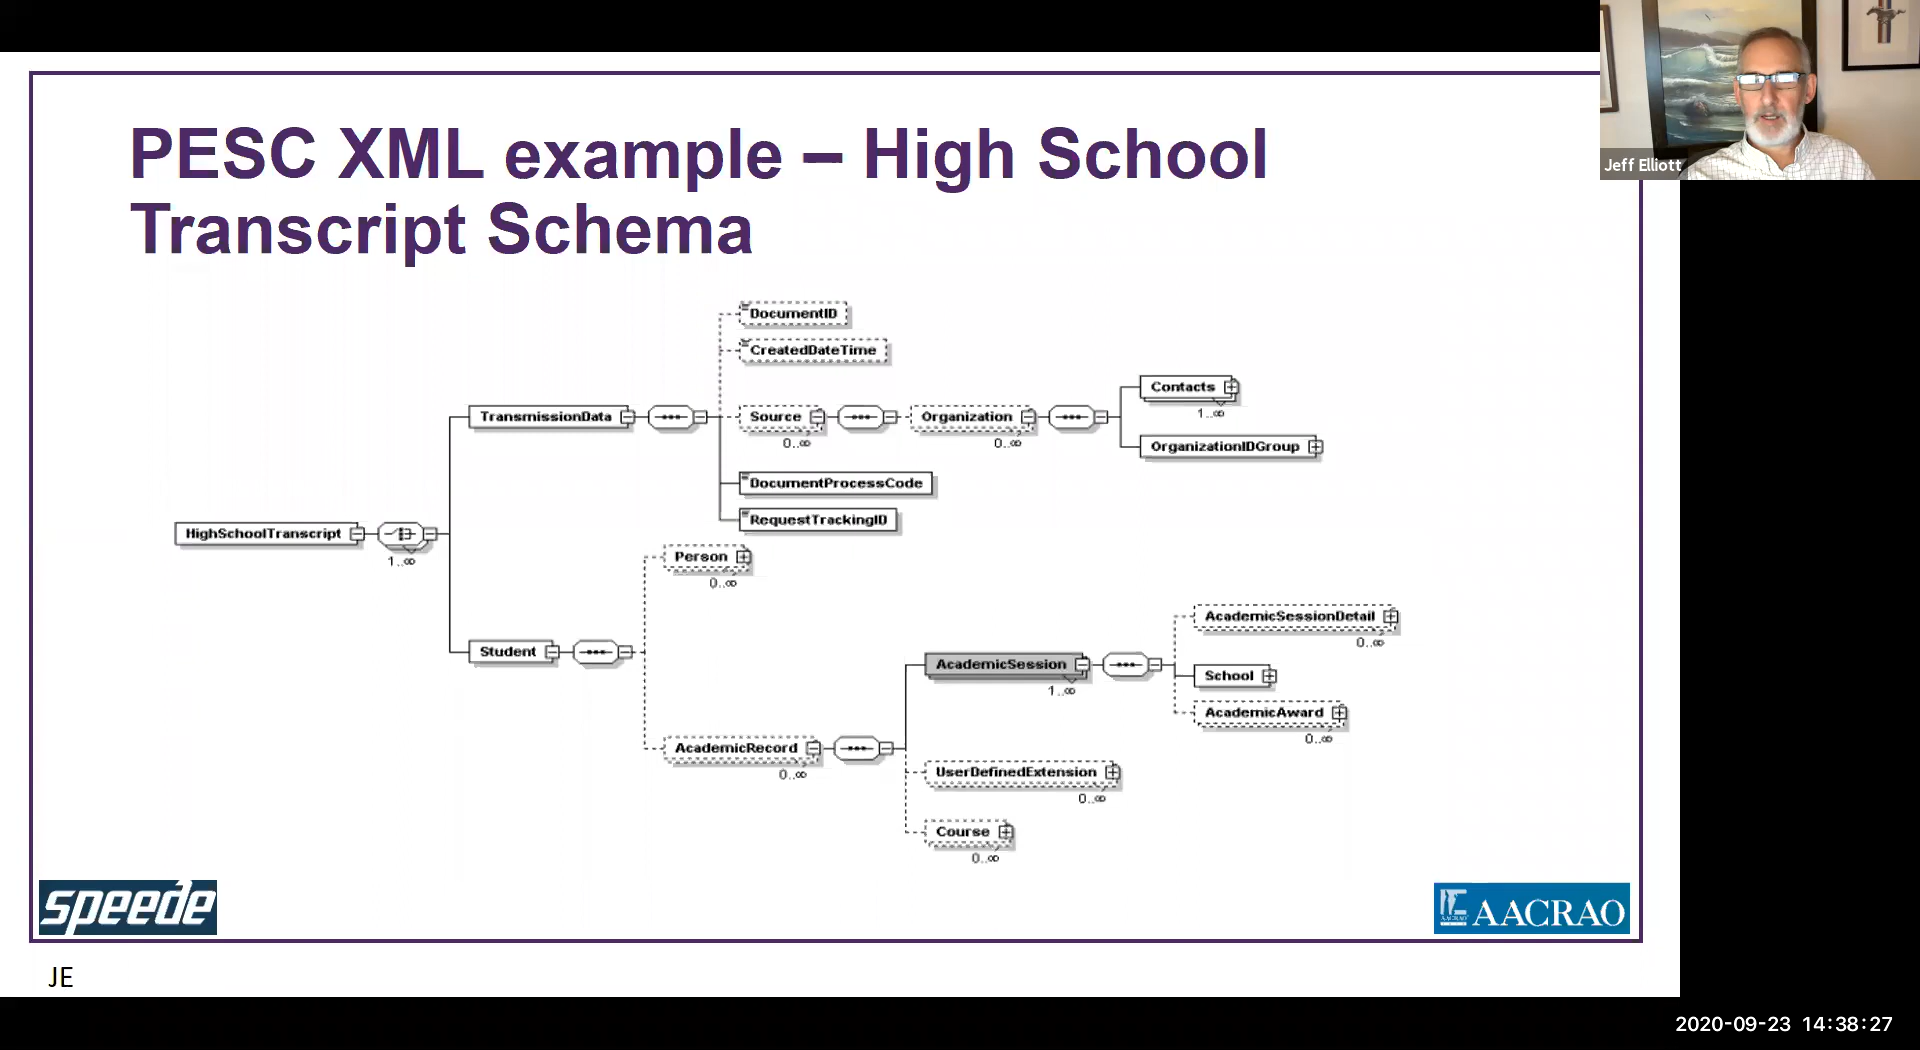 Jeff Elliott
PESC XML example – High School
Transcript Schema
DocumentID
CreatedDateTime
Contacts
1..∞
TransmissionData
Source
0..∞
Organization
0..∞
OrganizationIDGroup
DocumentProcessCode
RequestTrackingID
HighSchoolTranscript
1..∞
Person
0..∞
AcademicSessionDetail
0..∞
Student
AcademicSession
1..∞
School
AcademicAward
0..∞
AcademicRecord
0..∞
UserDefinedExtension
0..∞
Course
0..∞
speede
AACRAO
JE
2020-09-23 14:38:27